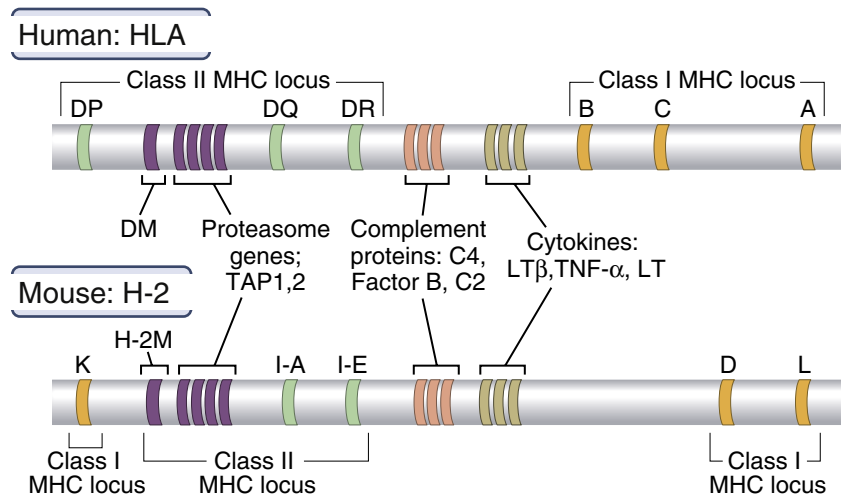 Human: HLA
Class II MHC locus
Class I MHC locus
DP
DQ
DR
B
C
A
DM
Proteasome
genes;
TAP1,2
Complement
proteins: C4,
Factor B, C2
Cytokines:
LTβ,TNF-α, LT
Mouse: H-2
H-2M
K
I-A
I-E
D
L
Class I
MHC locus
Class II
MHC locus
Class I
MHC locus